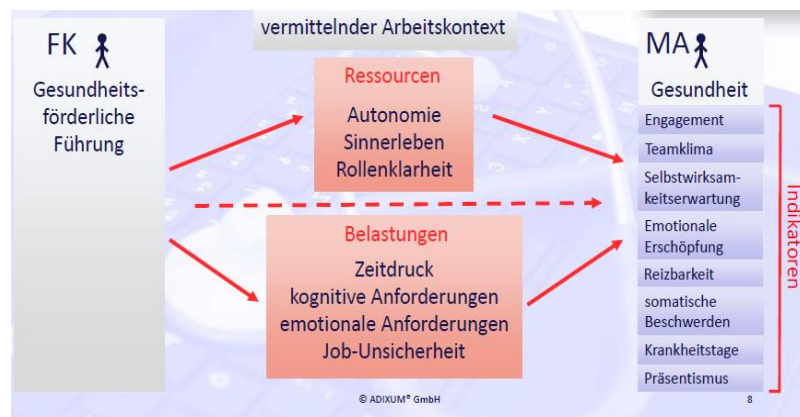 FK
Gesundheits-
förderliche
Führung
vermittelnder Arbeitskontext
Ressourcen
Autonomie
Sinnerleben
Rollenklarheit
Belastungen
Zeitdruck
kognitive Anforderungen
emotionale Anforderungen
Job-Unsicherheit
MA
Gesundheit
Engagement
Teamklima
Selbstwirksam-
keitserwartung
Emotionale
Erschöpfung
Reizbarkeit
somatische
Beschwerden
Krankheitstage
Präsentismus
Indikatoren
© ADIXUM® GmbH
8